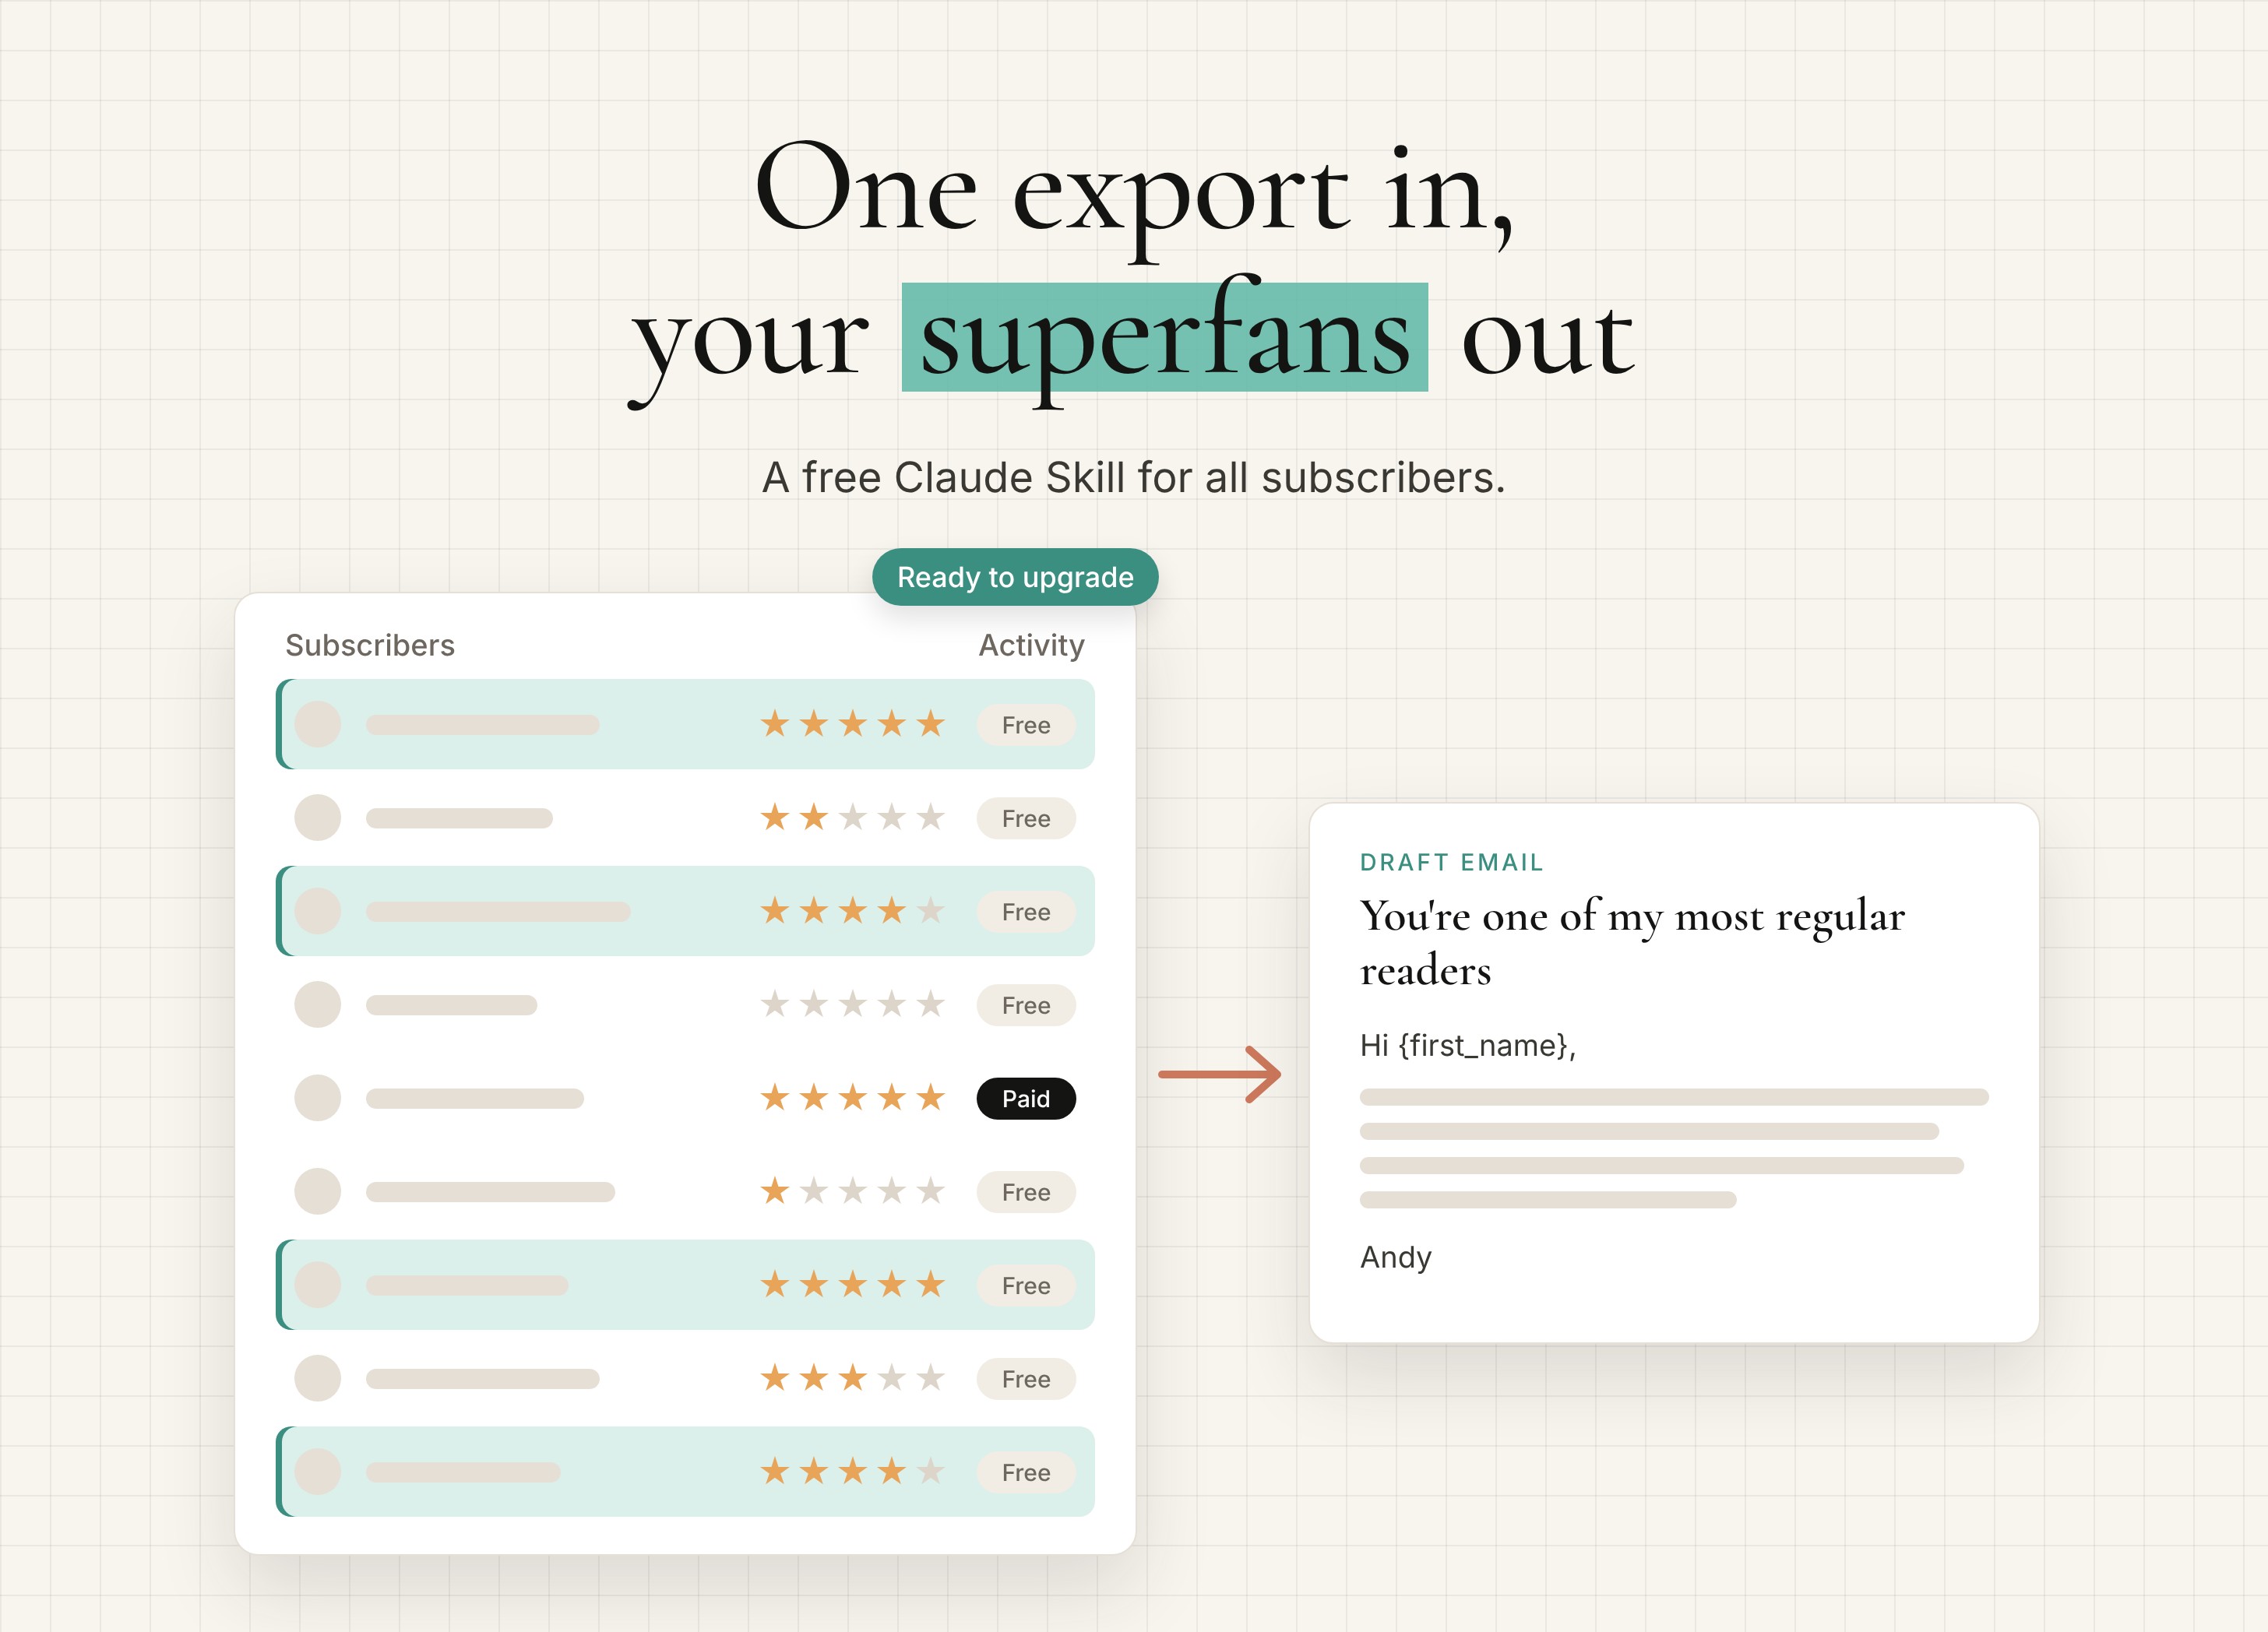 One export in,
your superfans out
A free Claude Skill for all subscribers.
Ready to upgrade
Subscribers Activity
Free
Free
Free
Free
Paid
Free
Free
Free
Free
DRAFT EMAIL
You're one of my most regular
readers
Hi {first_name},
Andy